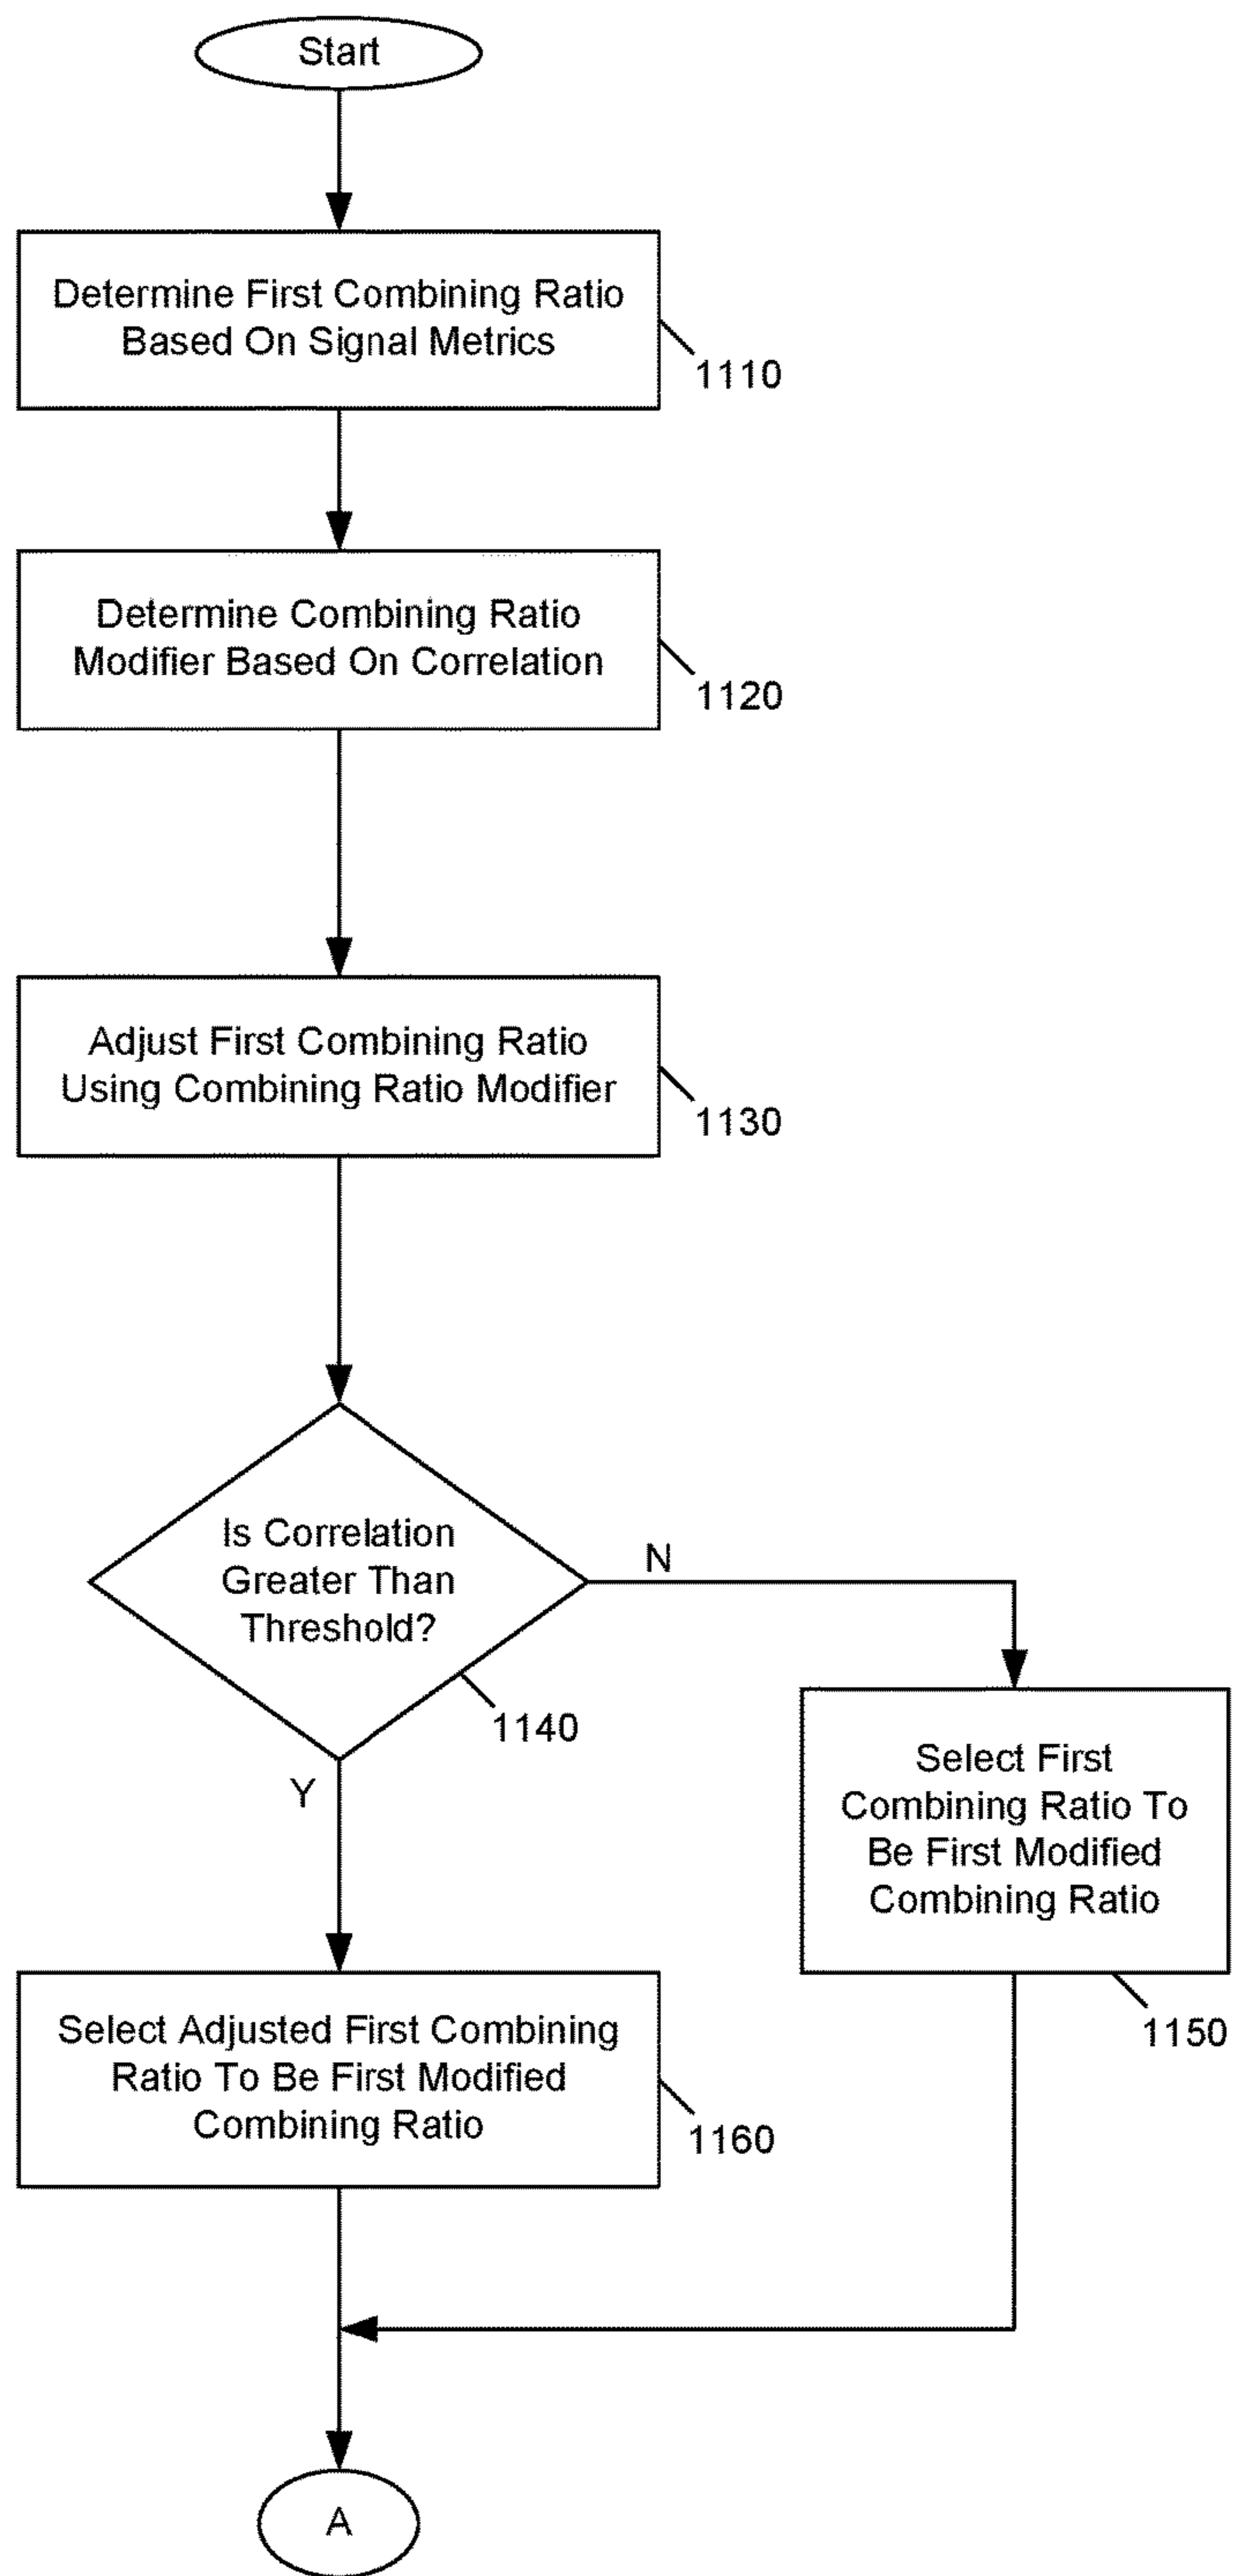 Start
Determine First Combining Ratio
Based On Signal Metrics
1110
Determine Combining Ratio
Modifier Based On Correlation
1120
Adjust First Combining Ratio
Using Combining Ratio Modifier
1130
Is Correlation
Greater Than
Threshold?
N
1140
Y
Select First
Combining Ratio To
Be First Modified
Combining Ratio
1150
Select Adjusted First Combining
Ratio To Be First Modified
Combining Ratio
1160
A